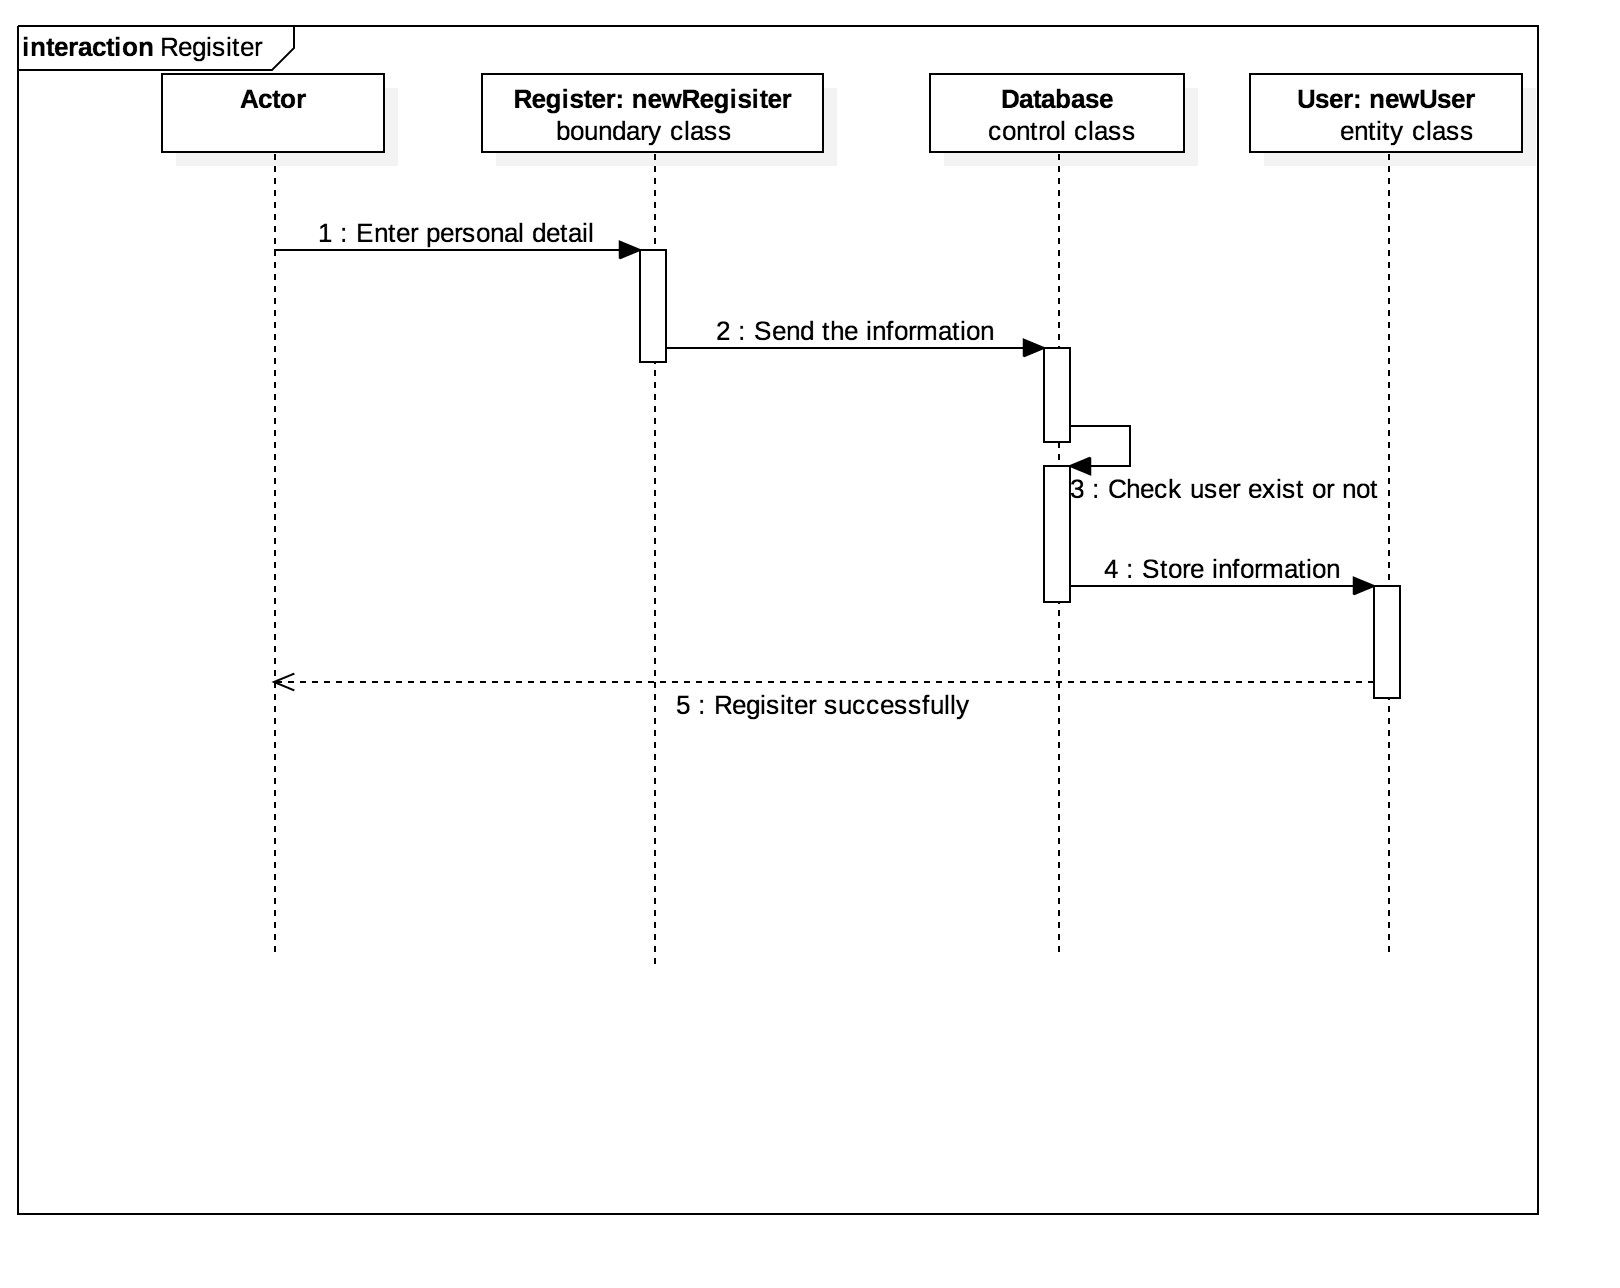 interaction Regisiter
Actor
Register: newRegisiter
boundary class
Database
control class
User: newUser
entity class
1 : Enter personal detail
2 : Send the information
3 : Check user exist or not
4 : Store information
5 : Regisiter successfully